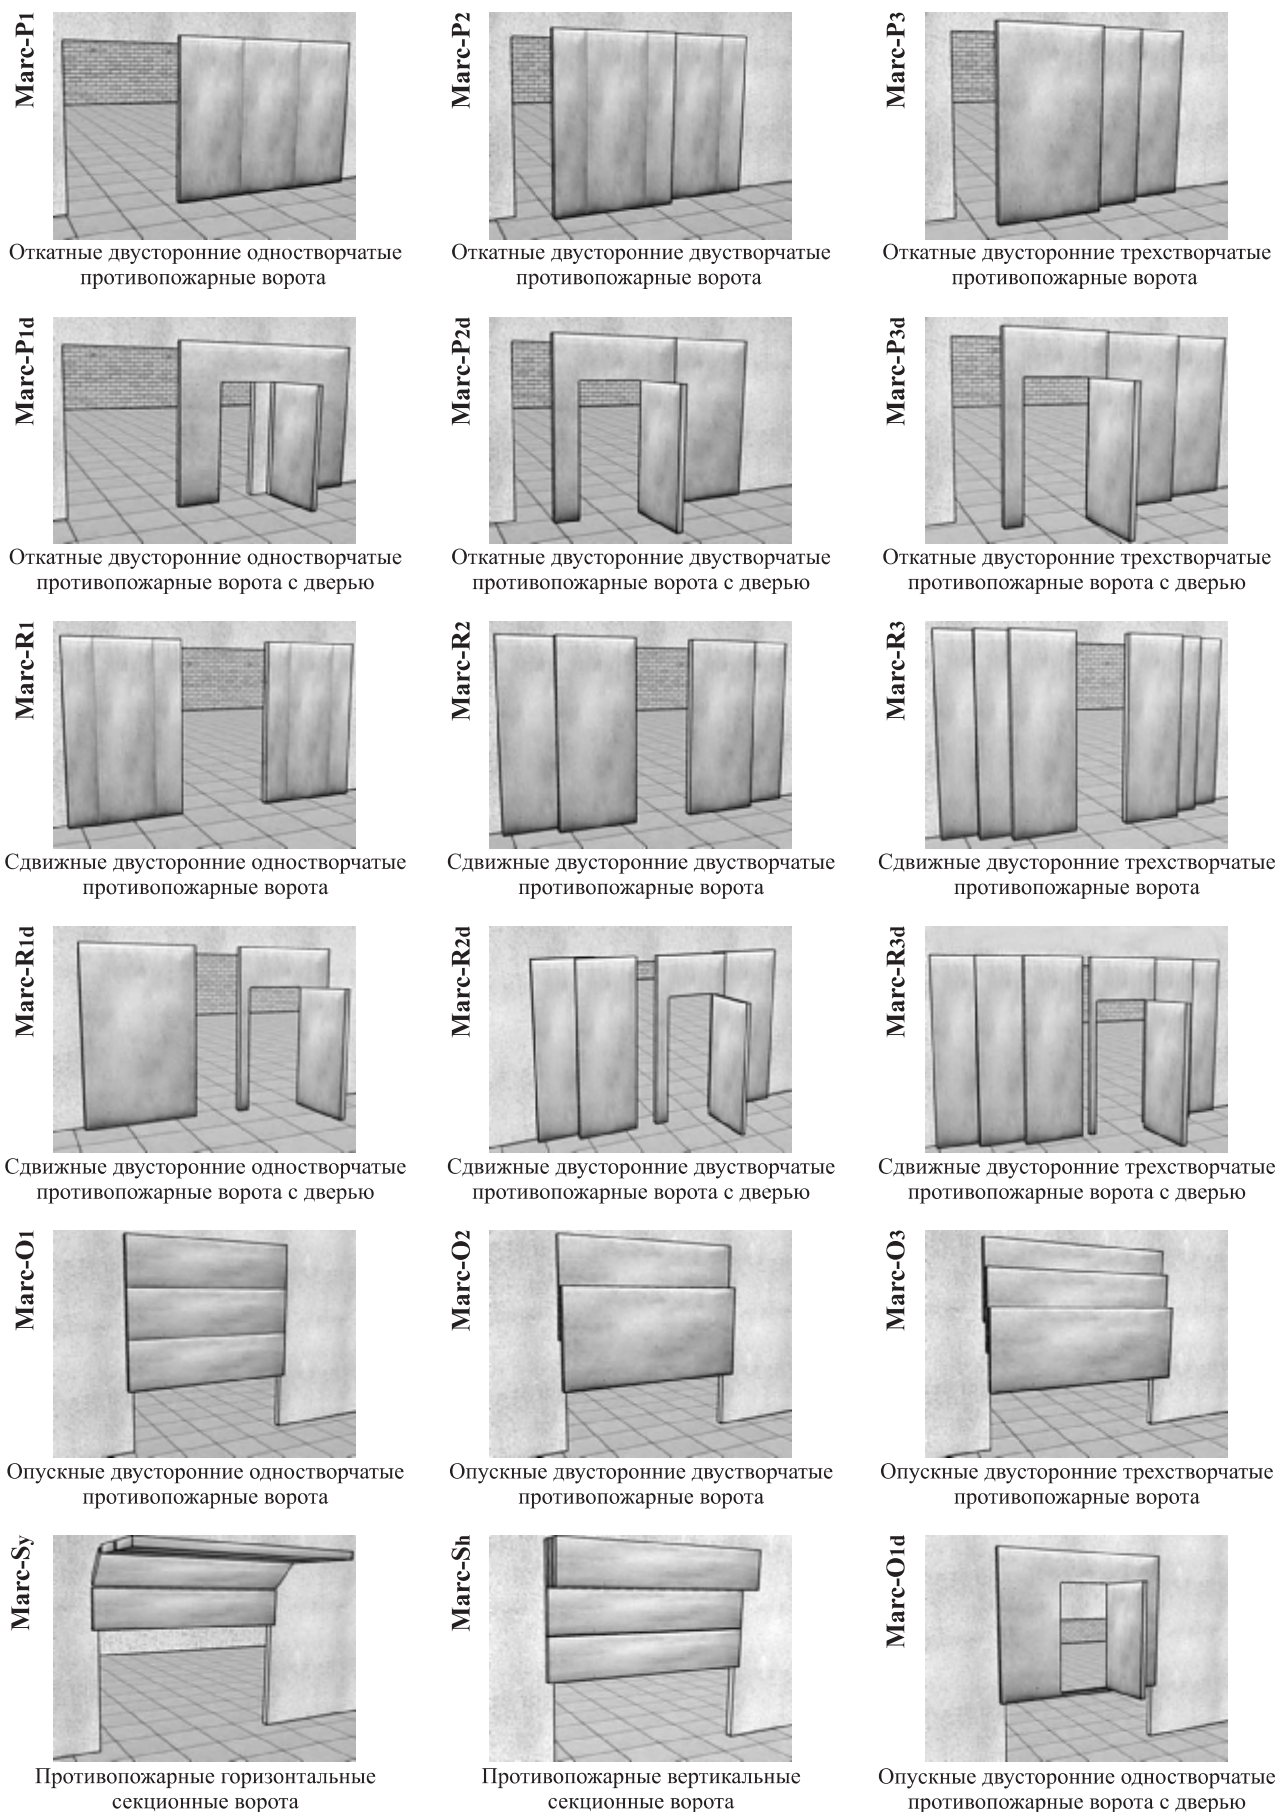 Marc-P1
Откатные двусторонние одностворчатые
противопожарные ворота
Marc-P2
Откатные двусторонние двустворчатые
противопожарные ворота
Marc-P3
Откатные двусторонние трехстворчатые
противопожарные ворота
Marc-P1d
Откатные двусторонние одностворчатые
противопожарные ворота с дверью
Marc-P2d
Откатные двусторонние двустворчатые
противопожарные ворота с дверью
Marc-P3d
Откатные двусторонние трехстворчатые
противопожарные ворота с дверью
Marc-R1
Сдвижные двусторонние одностворчатые
противопожарные ворота
Marc-R2
Сдвижные двусторонние двустворчатые
противопожарные ворота
Marc-R3
Сдвижные двусторонние трехстворчатые
противопожарные ворота
Marc-R1d
Сдвижные двусторонние одностворчатые
противопожарные ворота с дверью
Marc-R2d
Сдвижные двусторонние двустворчатые
противопожарные ворота с дверью
Marc-R3d
Сдвижные двусторонние трехстворчатые
противопожарные ворота с дверью
Marc-O1
Опускные двусторонние одностворчатые
противопожарные ворота
Marc-O2
Опускные двусторонние двустворчатые
противопожарные ворота
Marc-O3
Опускные двусторонние трехстворчатые
противопожарные ворота
Marc-Sy
Противопожарные горизонтальные
секционные ворота
Marc-Sh
Противопожарные вертикальные
секционные ворота
Marc-O1d
Опускные двусторонние одностворчатые
противопожарные ворота с дверью